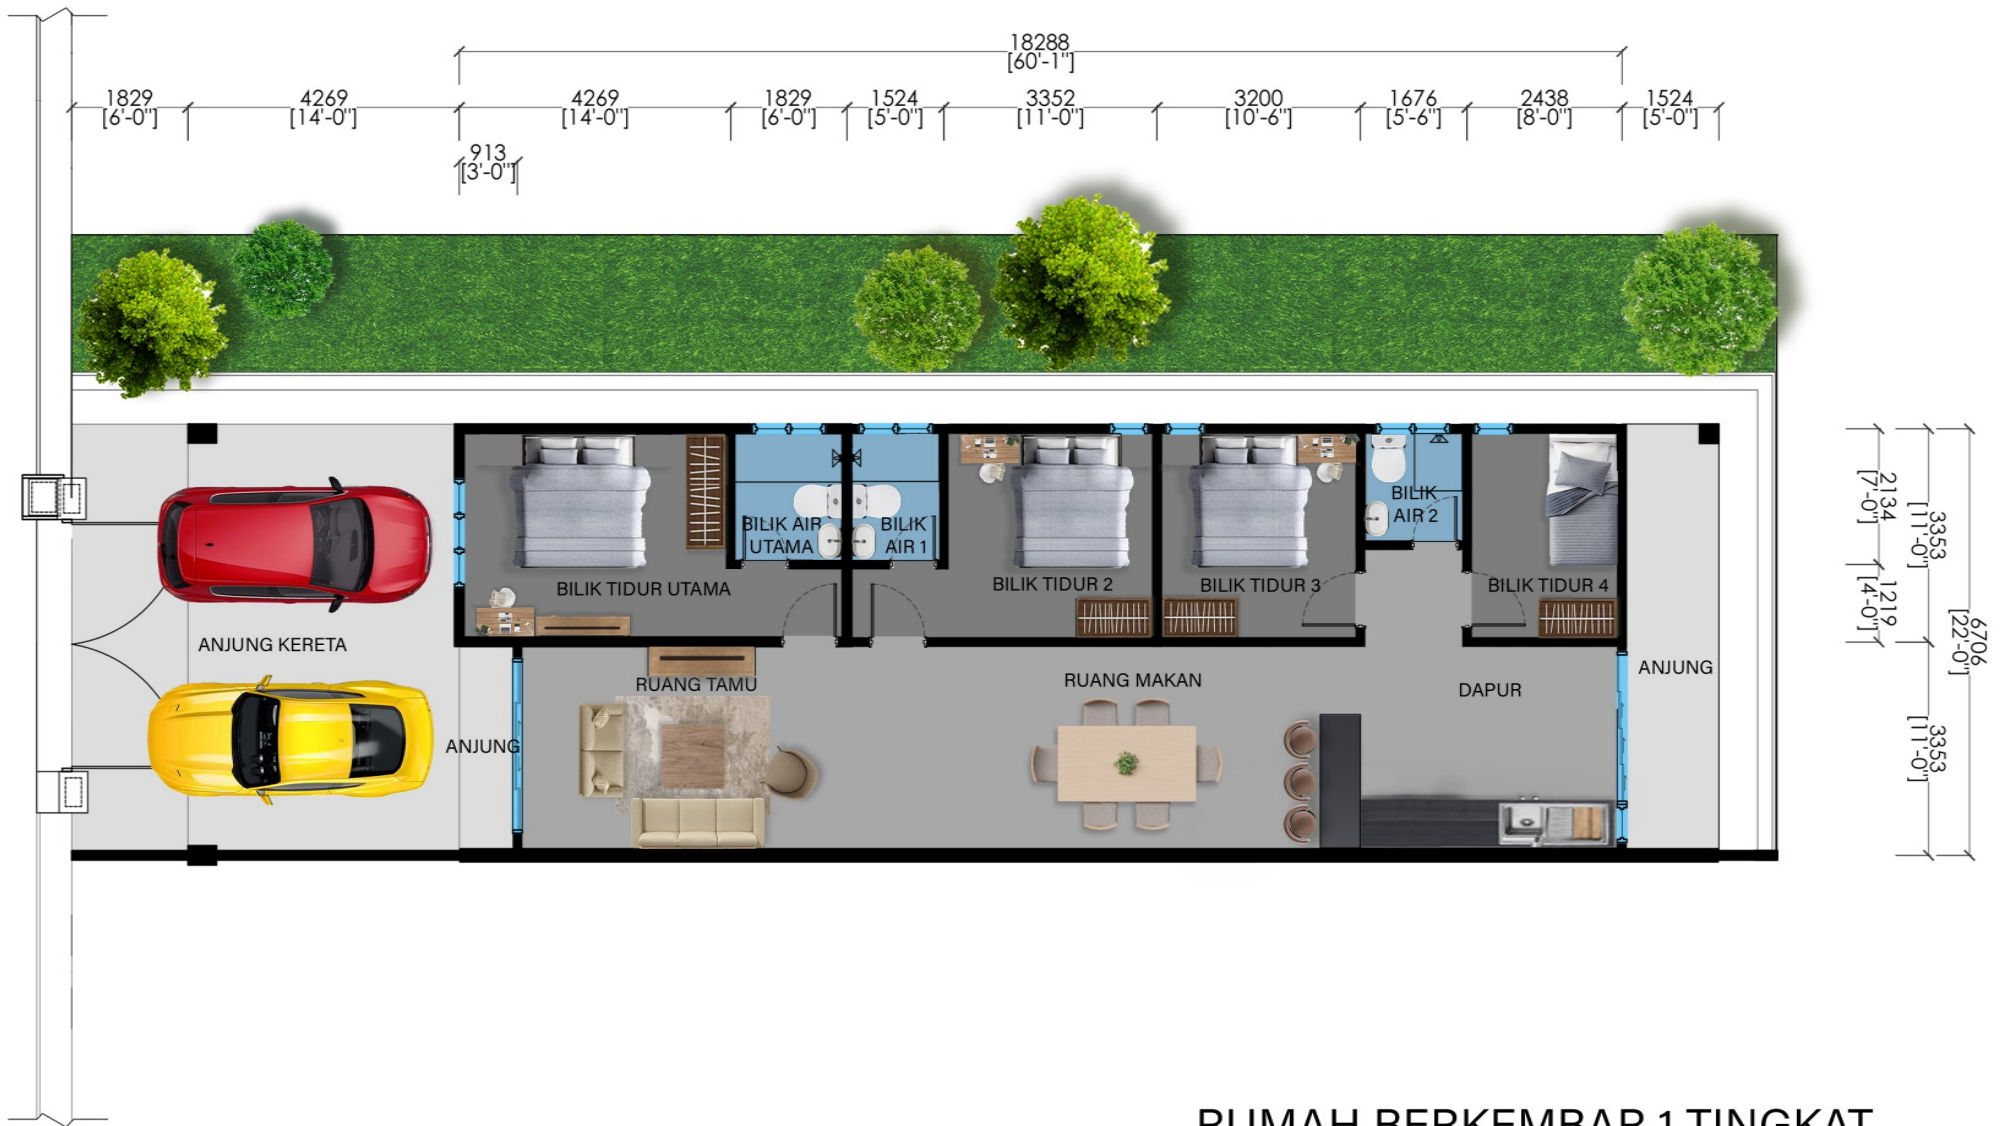 18288
[60'-1"]
1829
[6'-0"]
4269
[14'-0"]
4269
[14'-0"]
1829
[6'-0"]
1524
[5'-0"]
3352
[11'-0"]
3200
[10'-6"]
1676
[5'-6"]
2438
[8'-0"]
1524
[5'-0"]
913
[3'-0"]
2134
[7'-0"]
3353
[11'-0"]
1219
[4'-0"]
6706
[22'-0"]
3353
[11'-0"]
BILIK AIR
UTAMA
BILIK
AIR 1
BILIK
AIR 2
BILIK TIDUR UTAMA
BILIK TIDUR 2
BILIK TIDUR 3
BILIK TIDUR 4
ANJUNG KERETA
ANJUNG
RUANG TAMU
RUANG MAKAN
DAPUR
ANJUNG
RUMAH BERKEMBAR 1 TINGKAT